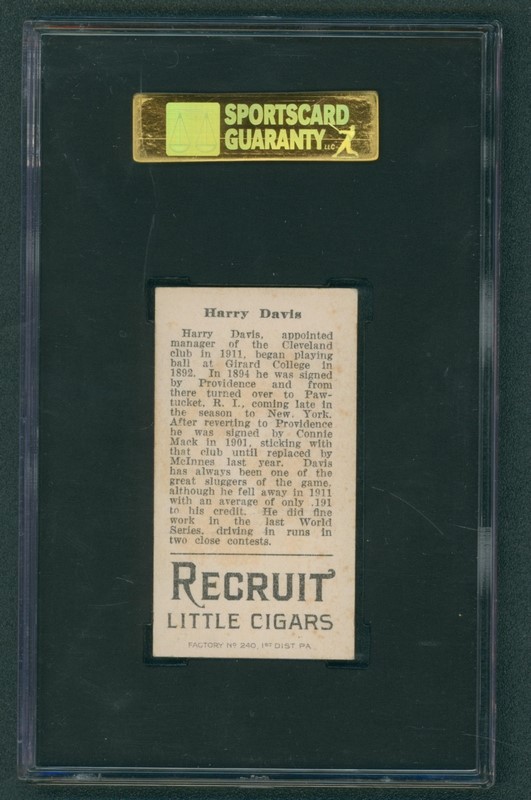 SPORTSCARD
GUARANTY LLC
Harry Davis
Harry Davis, appointed
manager of the Cleveland
club in 1911, began playing
ball at Girard College in
1892. In 1894 he was signed
by Providence and from
there turned over to Paw-
tucket, R. I., coming late in
the season to New York.
After reverting to Providence
he was signed by Connie
Mack in 1901, sticking with
that club until replaced by
McInnes last year. Davis
has always been one of the
great sluggers of the game,
although he fell away in 1911
with an average of only .191
to his credit. He did fine
work in the last World
Series, driving in runs in
two close contests.
RECRUIT
LITTLE CIGARS
FACTORY Nº 240, 1ST DIST. PA.